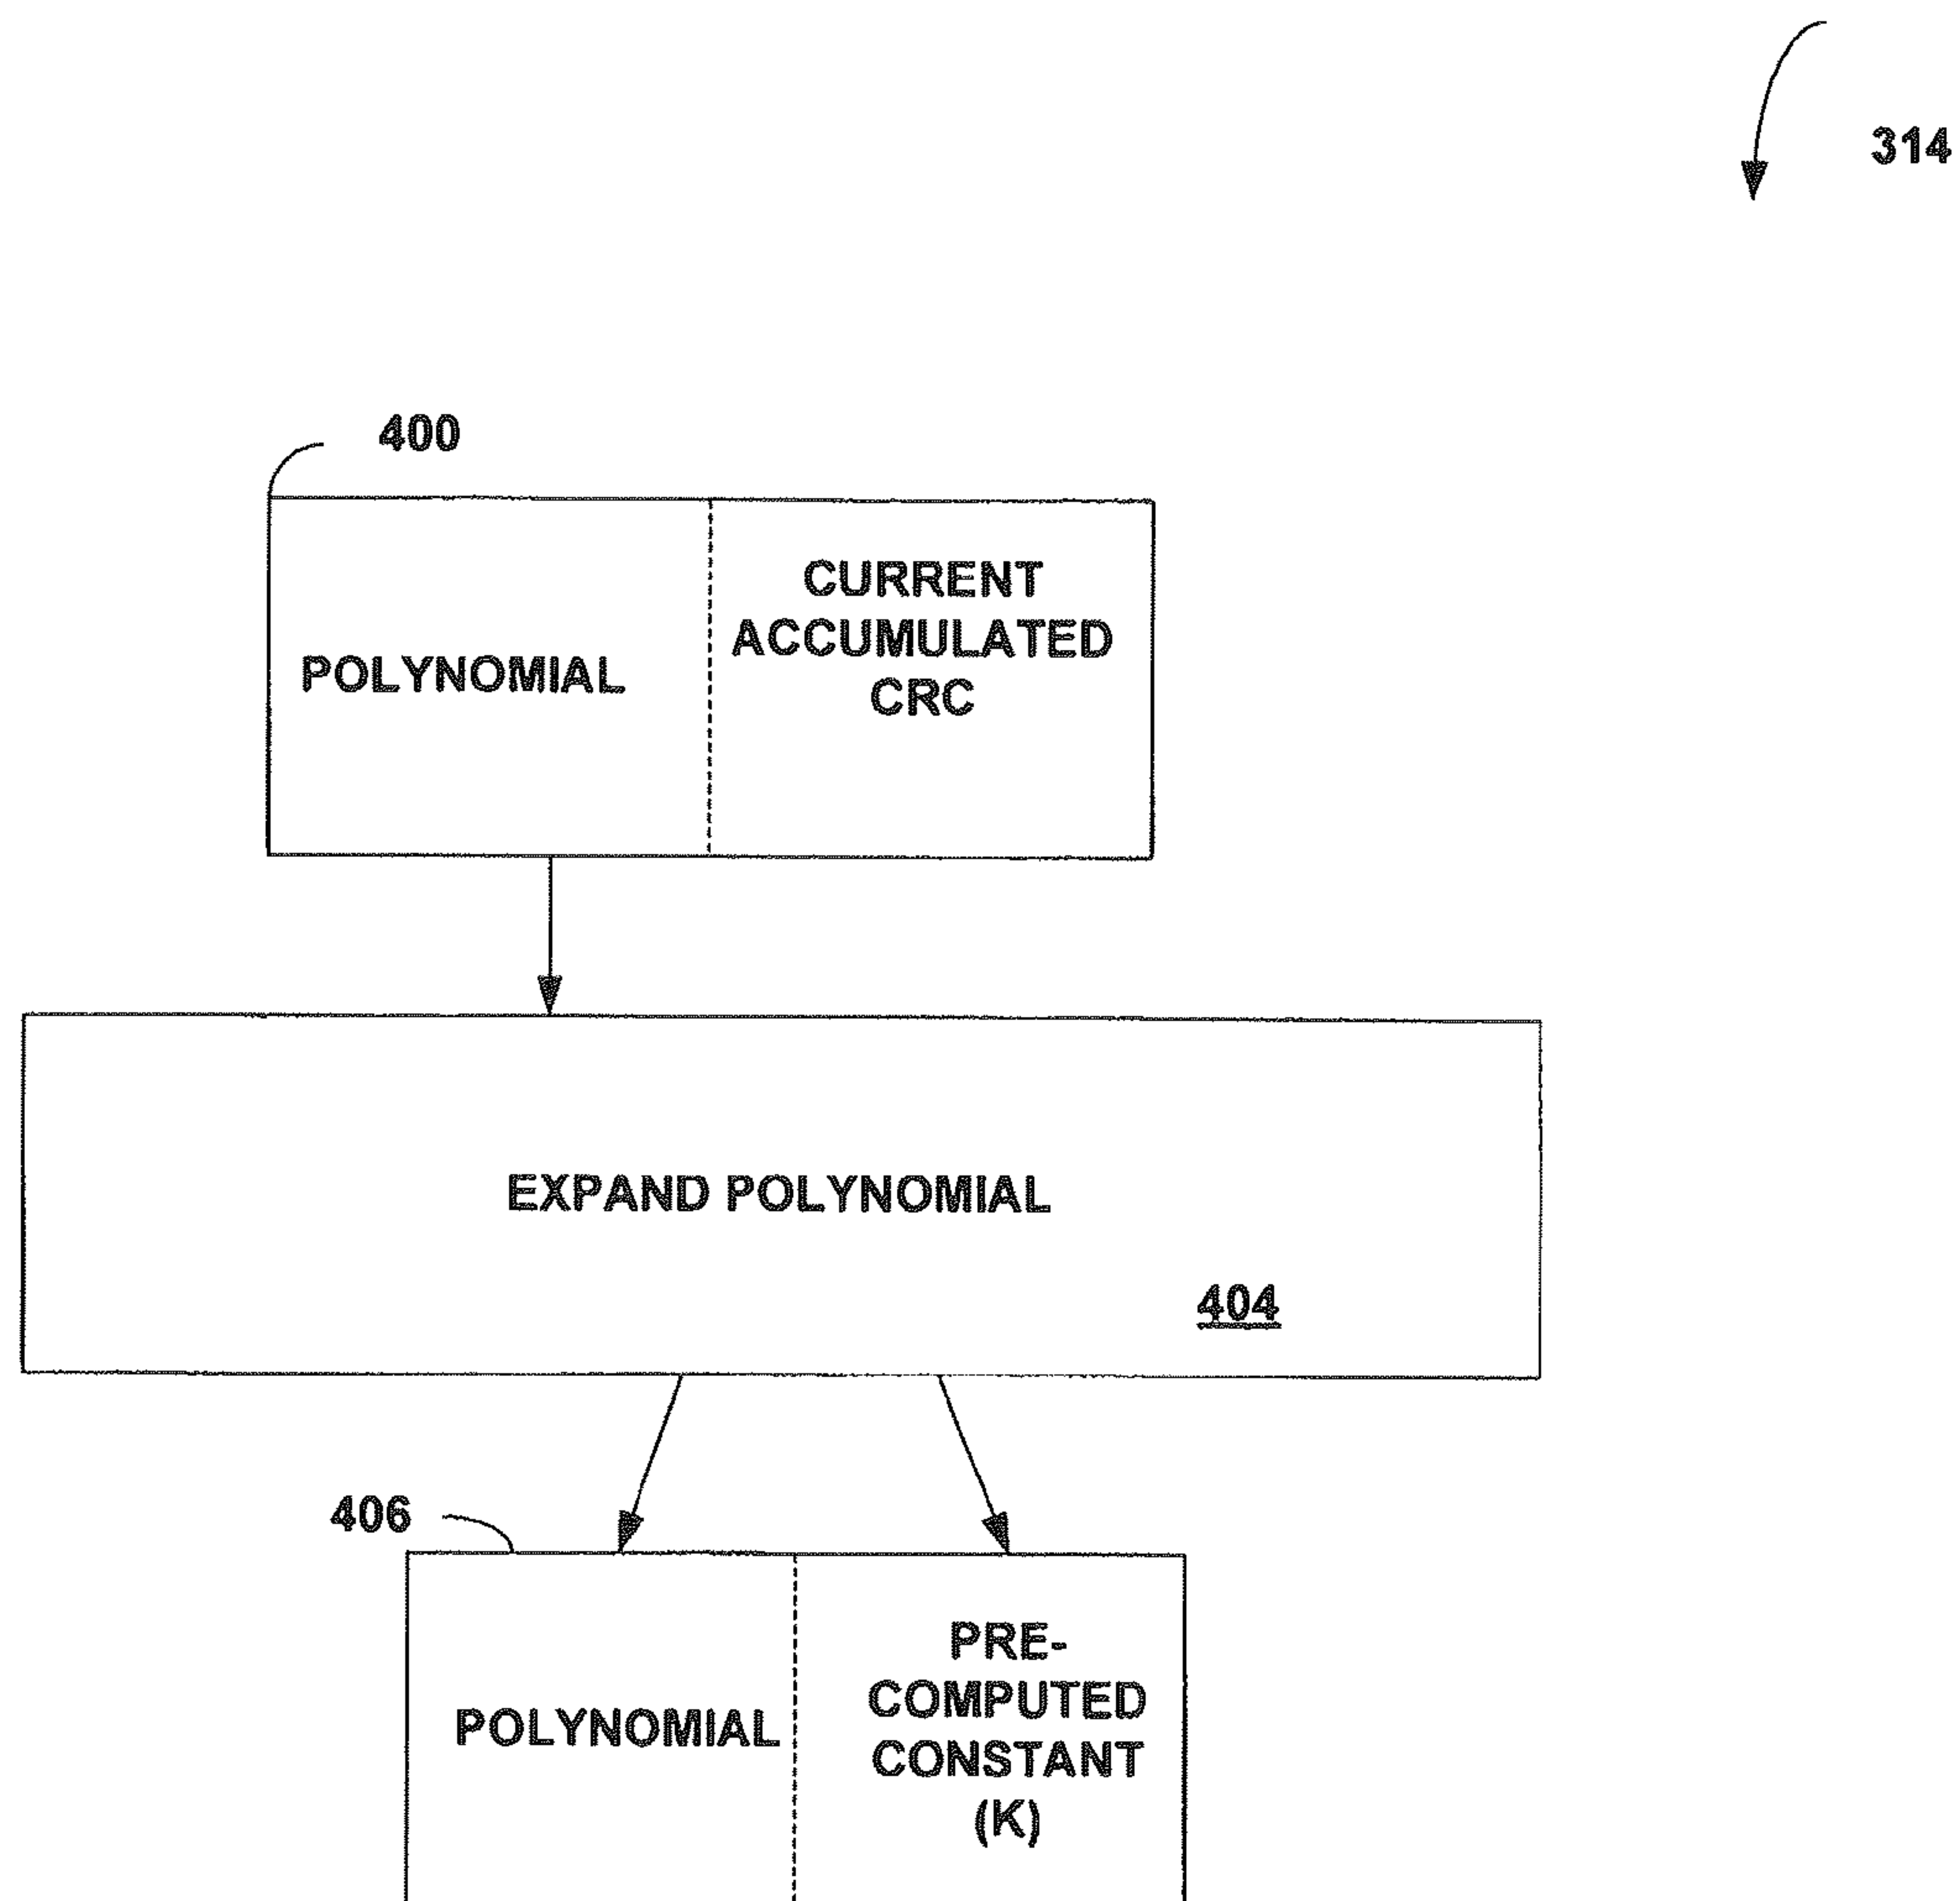 314
400
POLYNOMIAL
CURRENT
ACCUMULATED
CRC
EXPAND POLYNOMIAL
404
406
POLYNOMIAL
PRE-
COMPUTED
CONSTANT
(K)